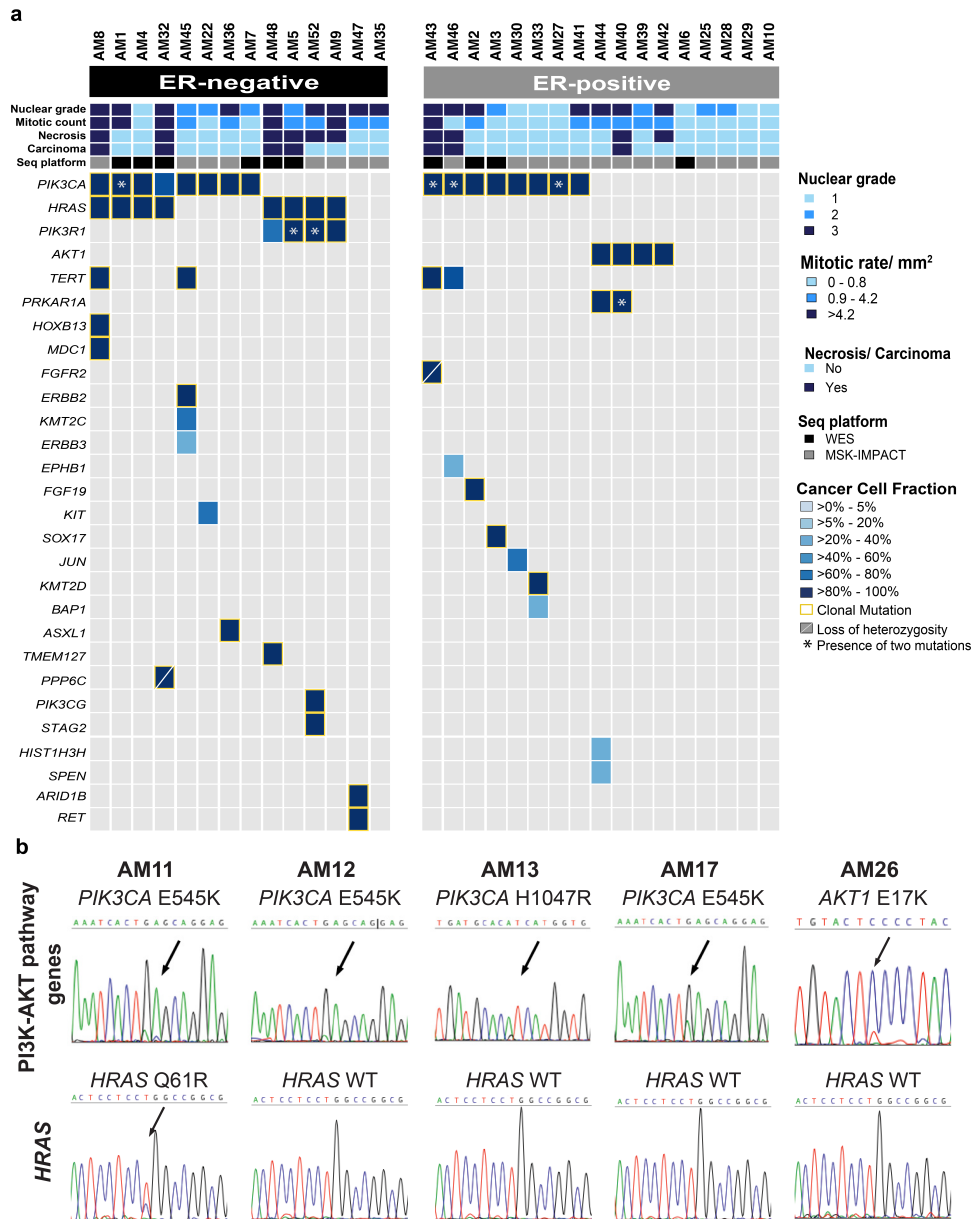 a
AM8 AM1 AM4 AM32 AM45 AM22 AM36 AM7 AM48 AM5 AM52 AM9 AM47 AM35 AM43 AM46 AM2 AM3 AM30 AM33 AM27 AM41 AM44 AM40 AM39 AM42 AM6 AM25 AM28 AM29 AM10
ER-negative ER-positive
Nuclear grade
Mitotic count
Necrosis
Carcinoma
Seq platform
PIK3CA * * * *
HRAS
PIK3R1 * *
AKT1
TERT
PRKAR1A *
HOXB13
MDC1
FGFR2
ERBB2
KMT2C
ERBB3
EPHB1
FGF19
KIT
SOX17
JUN
KMT2D
BAP1
ASXL1
TMEM127
PPP6C
PIK3CG
STAG2
HIST1H3H
SPEN
ARID1B
RET
Nuclear grade
1
2
3
Mitotic rate/ mm²
0 - 0.8
0.9 - 4.2
>4.2
Necrosis/ Carcinoma
No
Yes
Seq platform
WES
MSK-IMPACT
Cancer Cell Fraction
>0% - 5%
>5% - 20%
>20% - 40%
>40% - 60%
>60% - 80%
>80% - 100%
Clonal Mutation
Loss of heterozygosity
* Presence of two mutations
b
AM11 AM12 AM13 AM17 AM26
PI3K-AKT pathway
genes
PIK3CA E545K PIK3CA E545K PIK3CA H1047R PIK3CA E545K AKT1 E17K
AAATCACTGAGCAGGAG AAATCACTGAGCAG|GAG TGATGCACATCATGGTG AAATCACTGAGCAGGAG TGTACTCCCCTAC
HRAS
HRAS Q61R HRAS WT HRAS WT HRAS WT HRAS WT
ACTCCTCCTGGCCGGCG ACTCCTCCTGGCCGGCG ACTCCTCCTGGCCGGCG ACTCCTCCTGGCCGGCG ACTCCTCCTGGCCGGCG